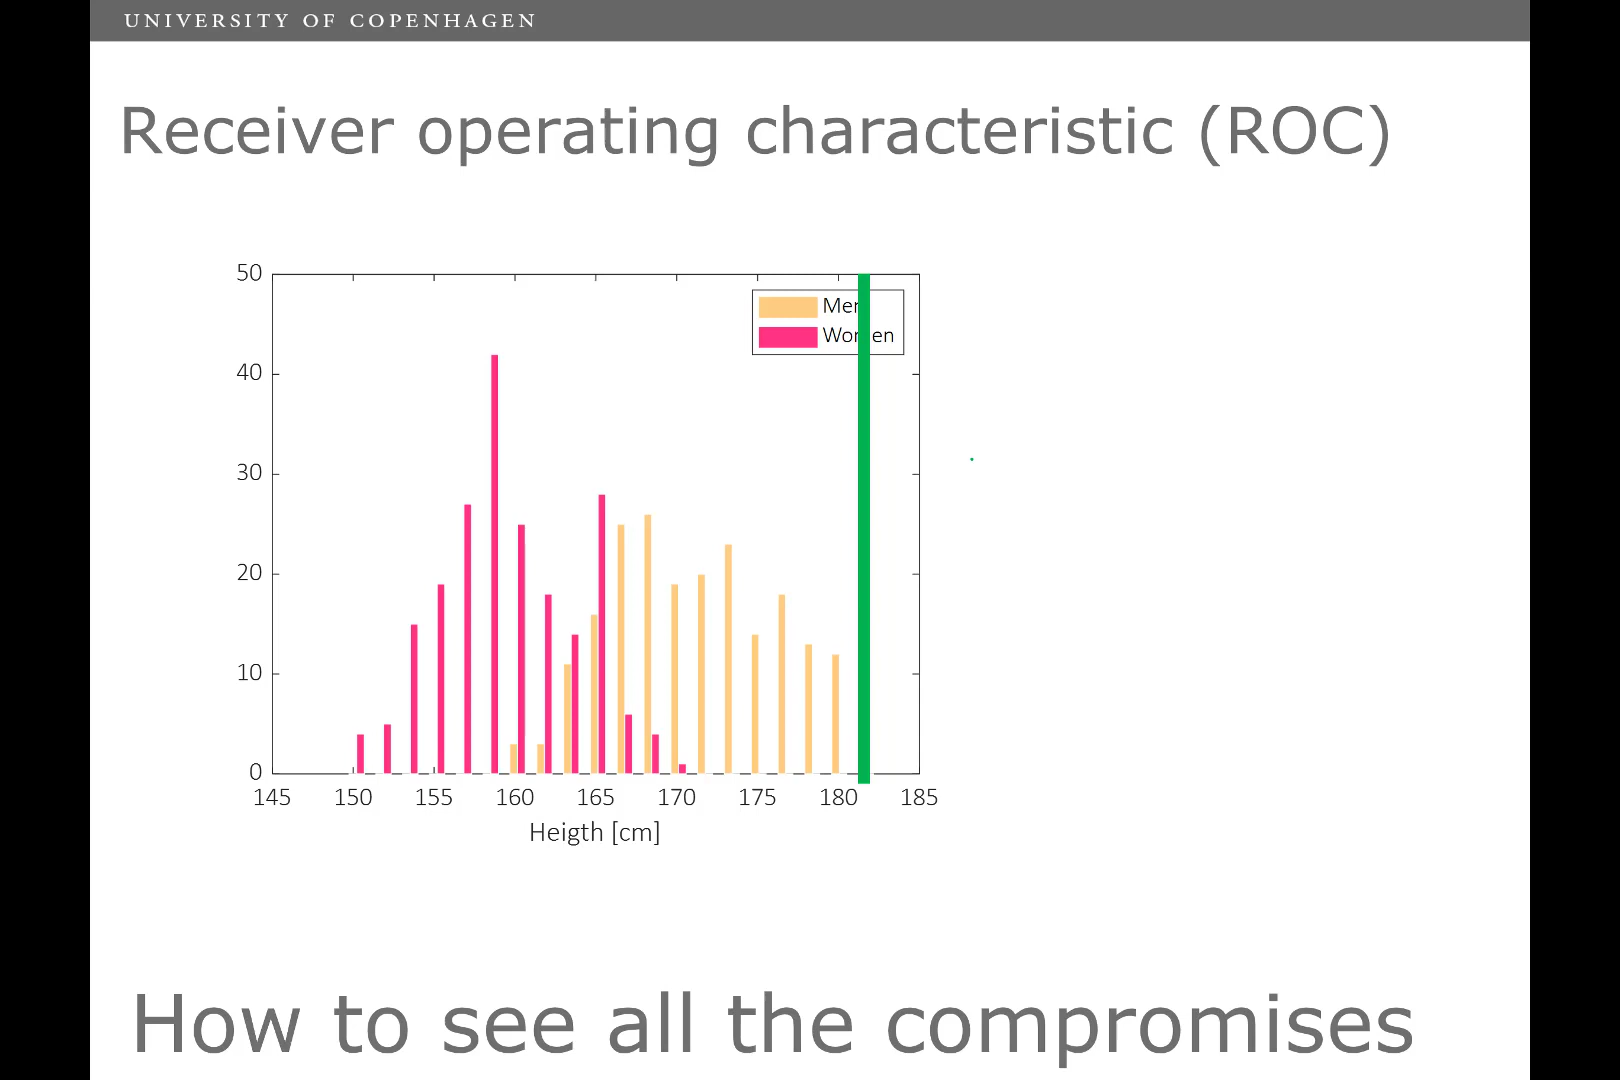 UNIVERSITY OF COPENHAGEN
Receiver operating characteristic (ROC)
50
40
30
20
10
0
145 150 155 160 165 170 175 180 185
Heigth [cm]
How to see all the compromises